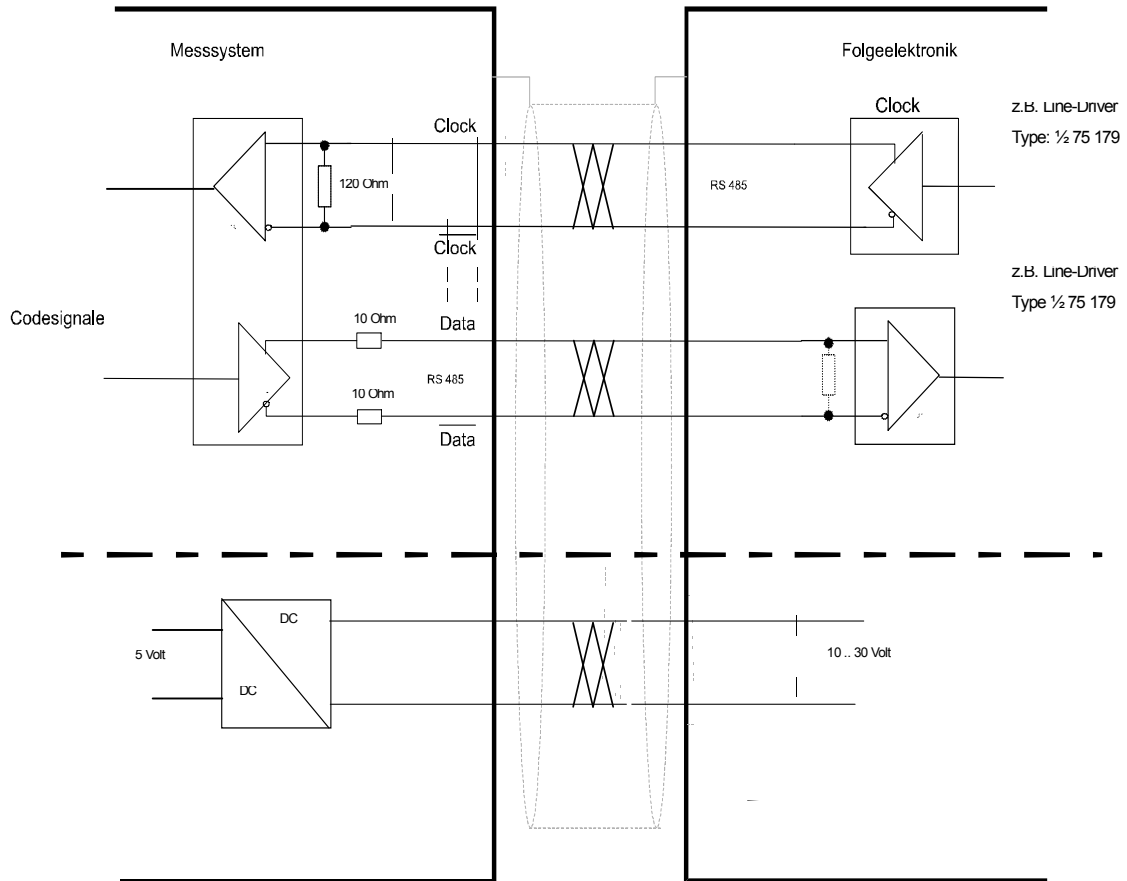 Messsystem
Folgeelektronik
Clock
Clock
z.B. Line-Driver
Type: ½ 75 179
120 Ohm
RS 485
Clock
z.B. Line-Driver
Type ½ 75 179
Codesignale
10 Ohm
Data
RS 485
10 Ohm
Data
DC
5 Volt
DC
10 .. 30 Volt